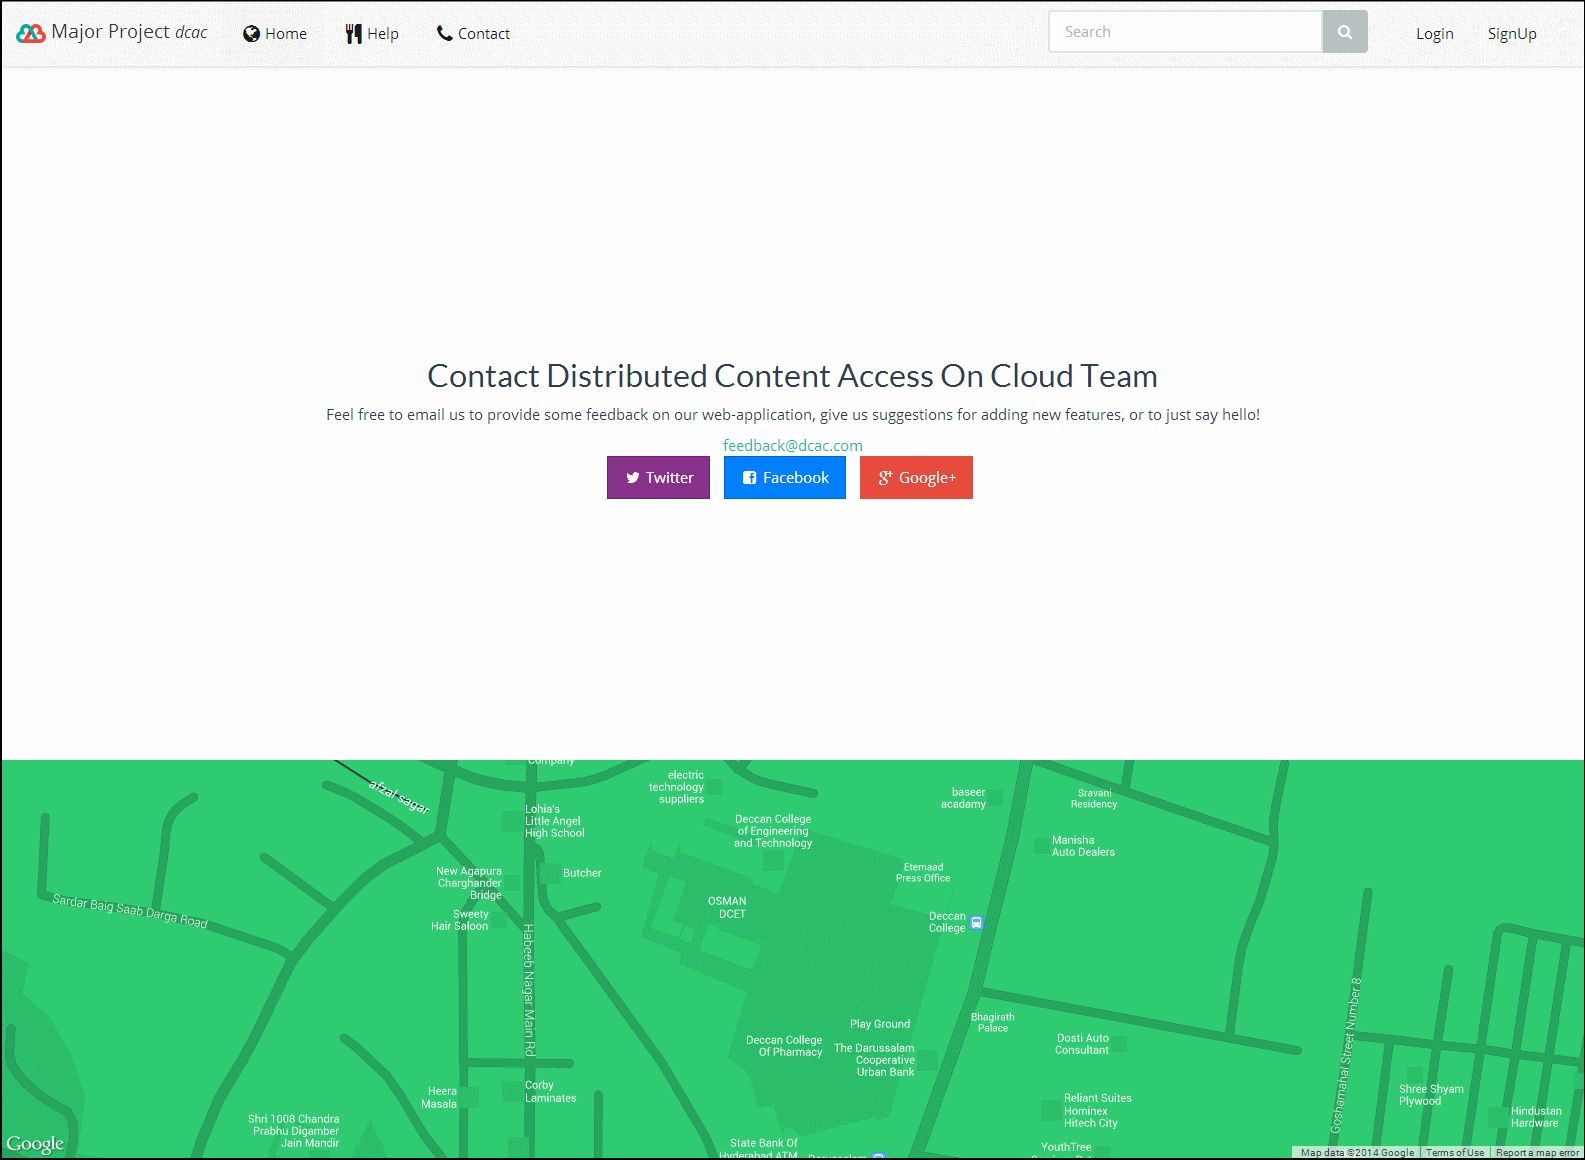 Major Project dcac
Home
Help
Contact
Search
Login
SignUp
Contact Distributed Content Access On Cloud Team
Feel free to email us to provide some feedback on our web-application, give us suggestions for adding new features, or to just say hello!
feedback@dcac.com
Twitter
Facebook
Google+
Company
afzal sagar
electric
technology
suppliers
baseer
acadamy
Sravani
Residency
Lohia's
Little Angel
High School
Deccan College
of Engineering
and Technology
Manisha
Auto Dealers
New Agapura
Charghander
Bridge
Butcher
Etemaad
Press Office
Sardar Baig Saab Darga Road
Sweety
Hair Saloon
OSMAN
DCET
Deccan
College
Habeeb Nagar Main Rd
Goshamahal Street Number 8
Play Ground
Bhagirath
Palace
Deccan College
Of Pharmacy
The Darussalam
Cooperative
Urban Bank
Dosti Auto
Consultant
Heera
Masala
Corby
Laminates
Reliant Suites
Hominex
Hitech City
Shree Shyam
Plywood
Hindustan
Hardware
Shri 1008 Chandra
Prabhu Digamber
Jain Mandir
State Bank Of
Hyderabad ATM
Darussalam
YouthTree
Google
Map data ©2014 Google
Terms of Use
Report a map error